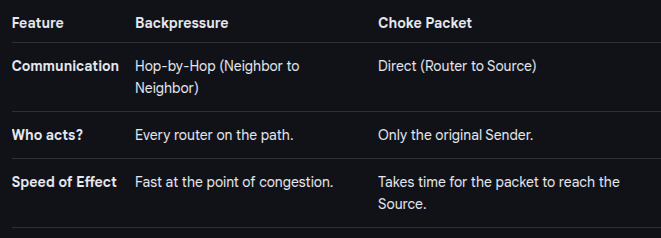 Feature Backpressure Choke Packet
Communication Hop-by-Hop (Neighbor to Direct (Router to Source)
Neighbor)
Who acts? Every router on the path. Only the original Sender.
Speed of Effect Fast at the point of congestion. Takes time for the packet to reach the
Source.